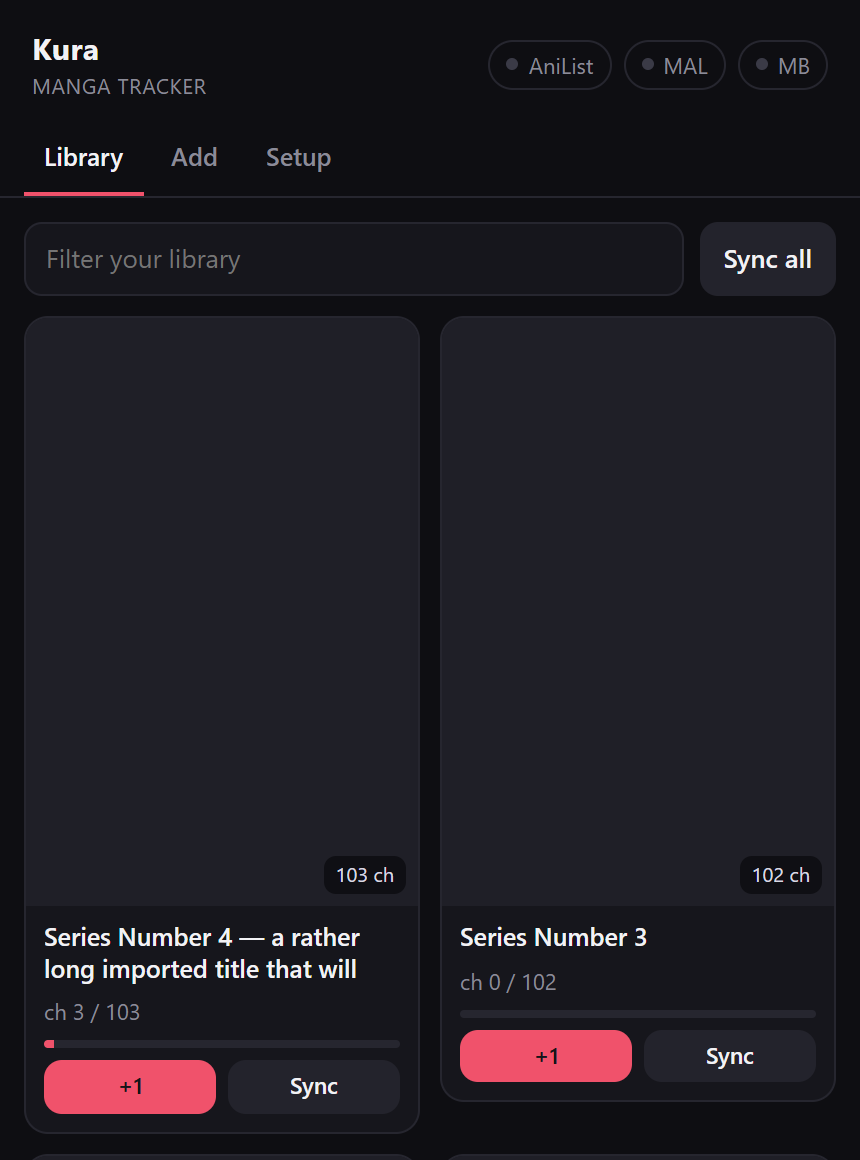 Kura
MANGA TRACKER
AniList
MAL
MB
Library
Add
Setup
Filter your library
Sync all
103 ch
102 ch
Series Number 4 — a rather
long imported title that will
ch 3 / 103
+1
Sync
Series Number 3
ch 0 / 102
+1
Sync